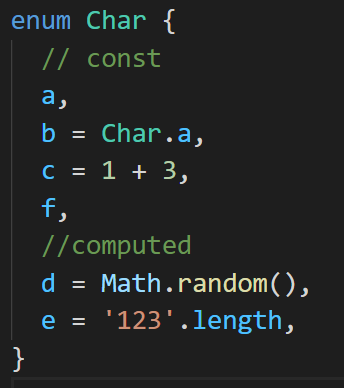 enum Char {
// const
a,
b = Char.a,
c = 1 + 3,
f,
//computed
d = Math.random(),
e = '123'.length,
}